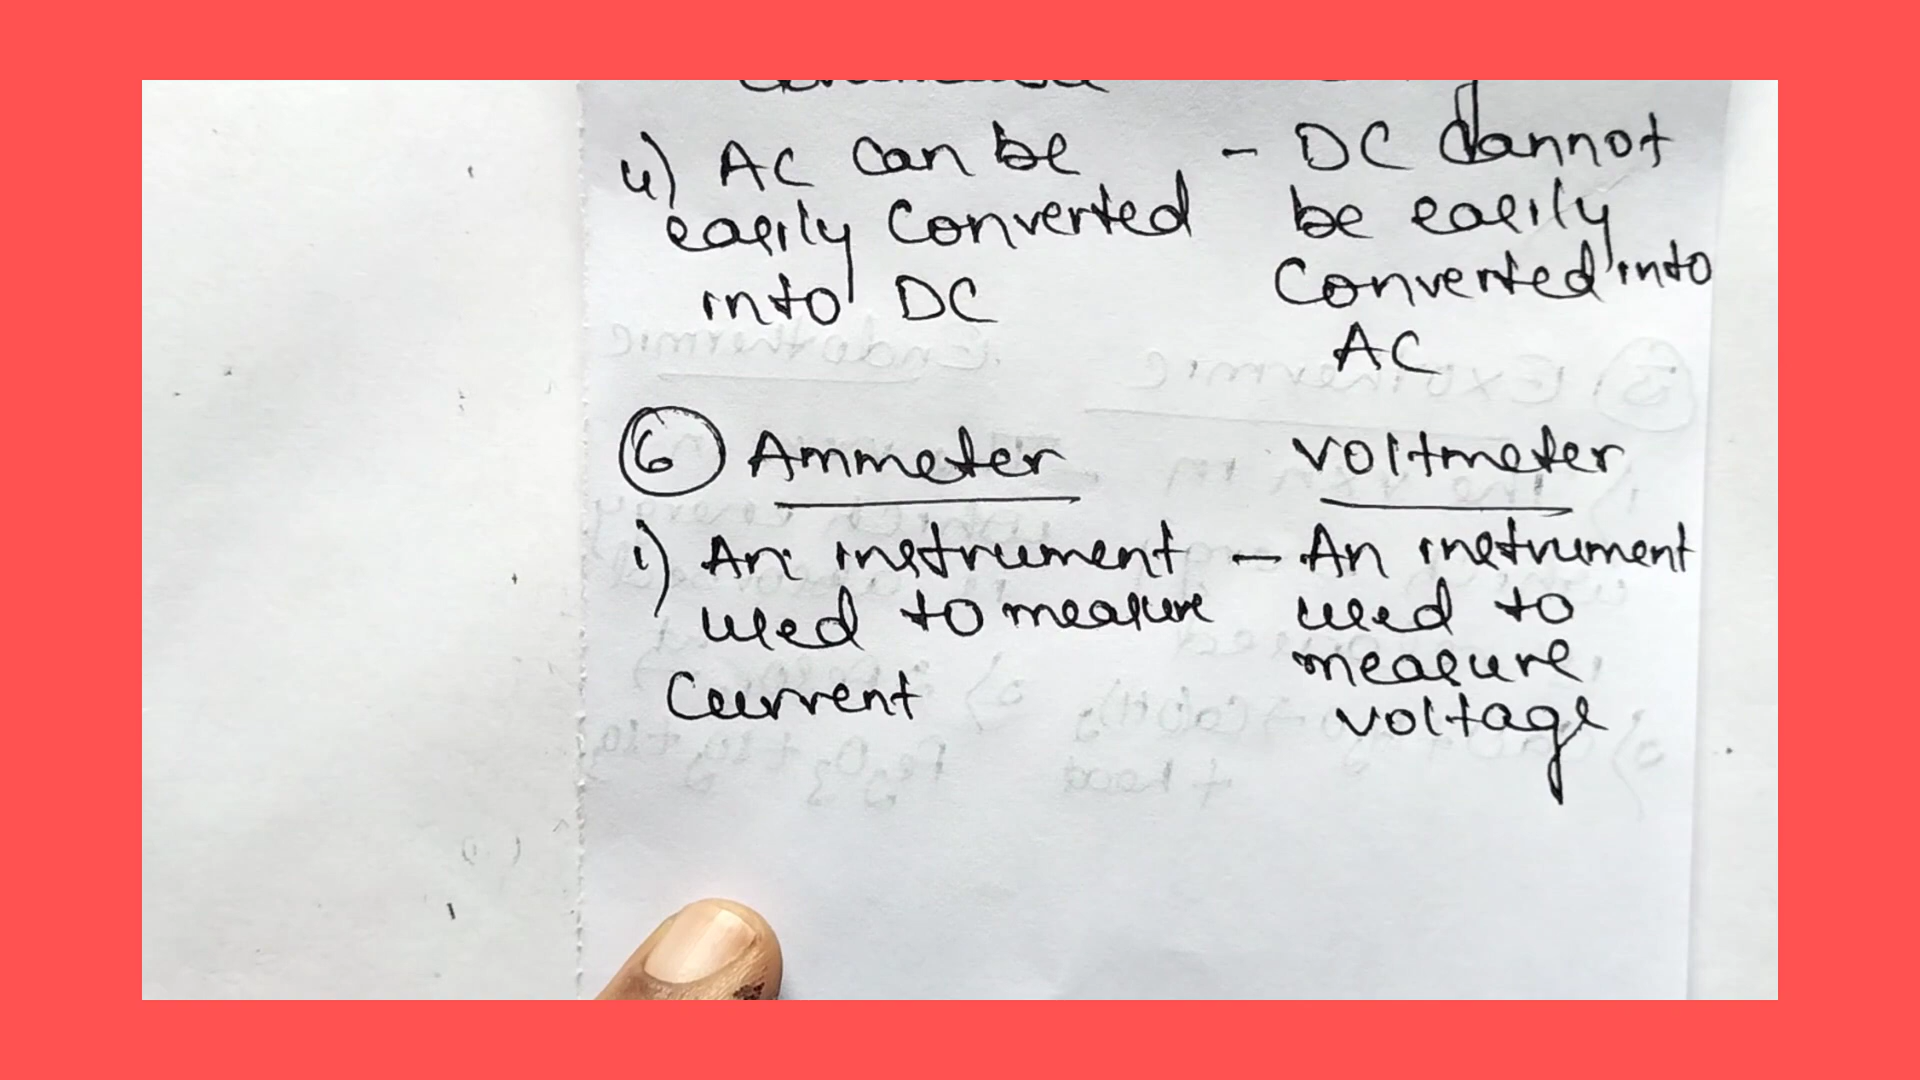 4) AC can be - DC cannot
easily converted be easily
into DC converted into
AC
6 Ammeter voltmeter
i) An instrument - An instrument
used to measure used to
current measure
voltage